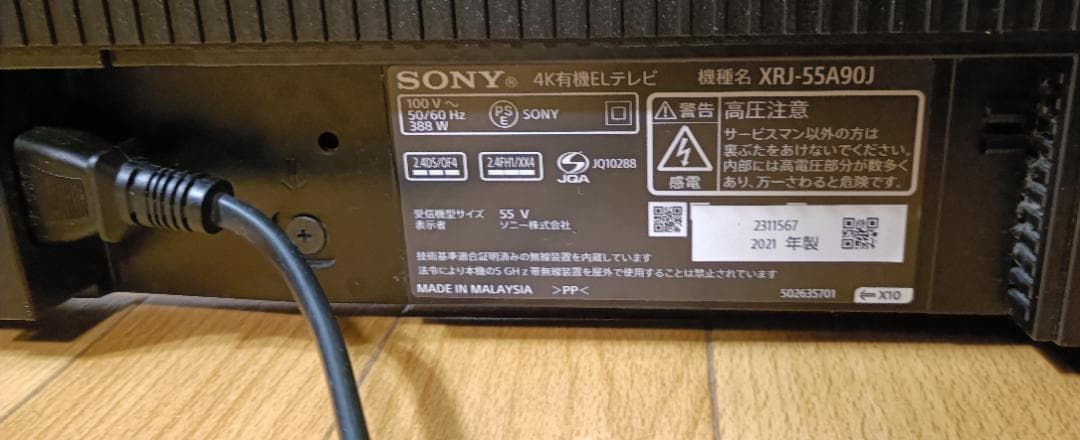 SONY® 4K有機ELテレビ 機種名 XRJ-55A90J
100 V ～
50/60 Hz
388 W
PS
E
SONY
警告 高圧注意
サービスマン以外の方は
裏ぶたをあけないでください。
内部には高電圧部分が数多く
あり、万一さわると危険です。
感電
2.4DS/OF4
2.4FH1/XX4
JQA
JQ10288
受信機型サイズ 55 V
表示者 ソニー株式会社
2311567
2021 年製
技術基準適合証明済みの無線装置を内蔵しています
法令により本機の5 GHz帯無線装置を屋外で使用することは禁止されています
MADE IN MALAYSIA >PP<
502635701
X10